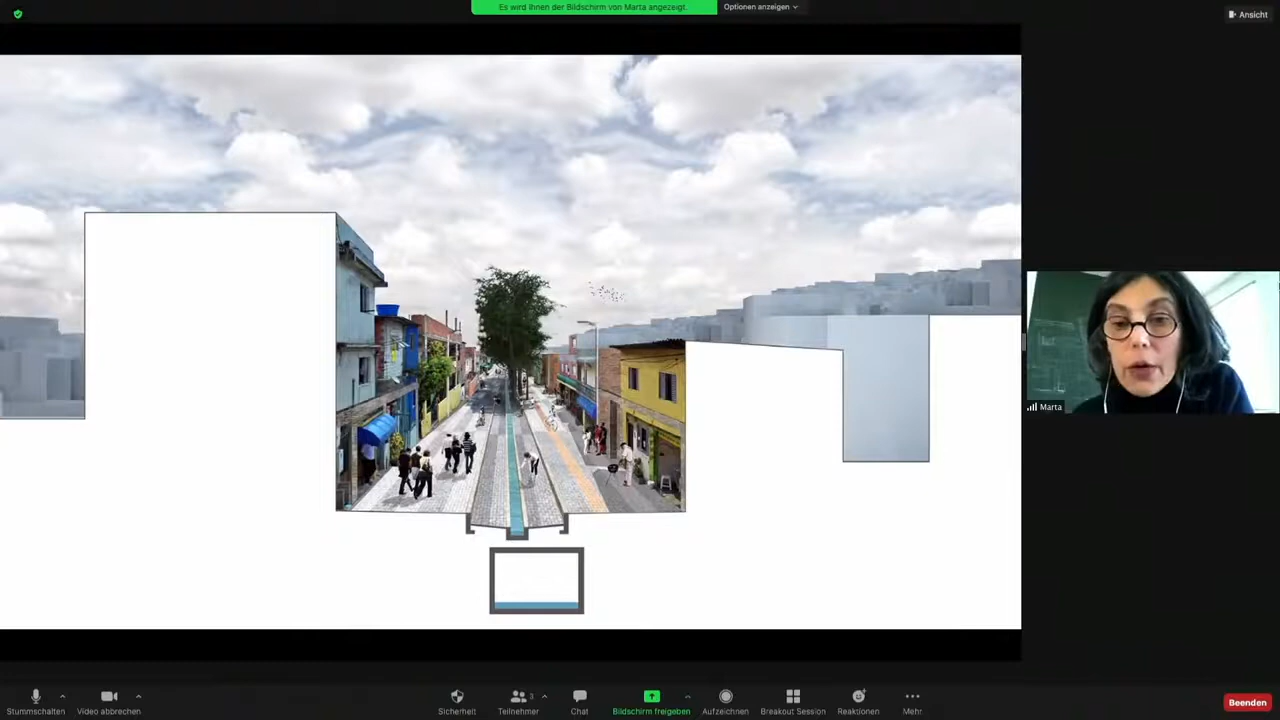 Es wird Ihnen der Bildschirm von Marta angezeigt.
Optionen anzeigen
Ansicht
Marta
Stummschalten
Video abbrechen
Sicherheit
3
Teilnehmer
Chat
Bildschirm freigeben
Aufzeichnen
Breakout Session
Reaktionen
Mehr
Beenden